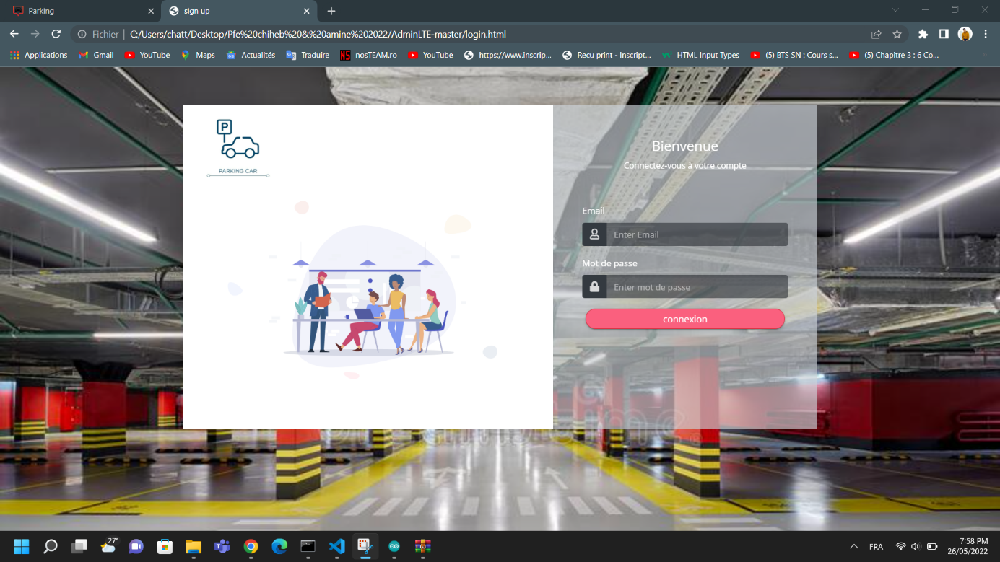 Parking
sign up
Fichier
C:/Users/chatt/Desktop/Pfe%20chiheb%20&%20amine%202022/AdminLTE-master/login.html
Applications
Gmail
YouTube
Maps
Actualités
Traduire
nosTEAM.ro
YouTube
https://www.inscrip...
Recu print - Inscript...
HTML Input Types
(5) BTS SN : Cours s...
(5) Chapitre 3 : 6 Co...
P
PARKING CAR
Bienvenue
Connectez-vous à votre compte
Email
Enter Email
Mot de passe
Enter mot de passe
connexion
27°
FRA
7:58 PM
26/05/2022